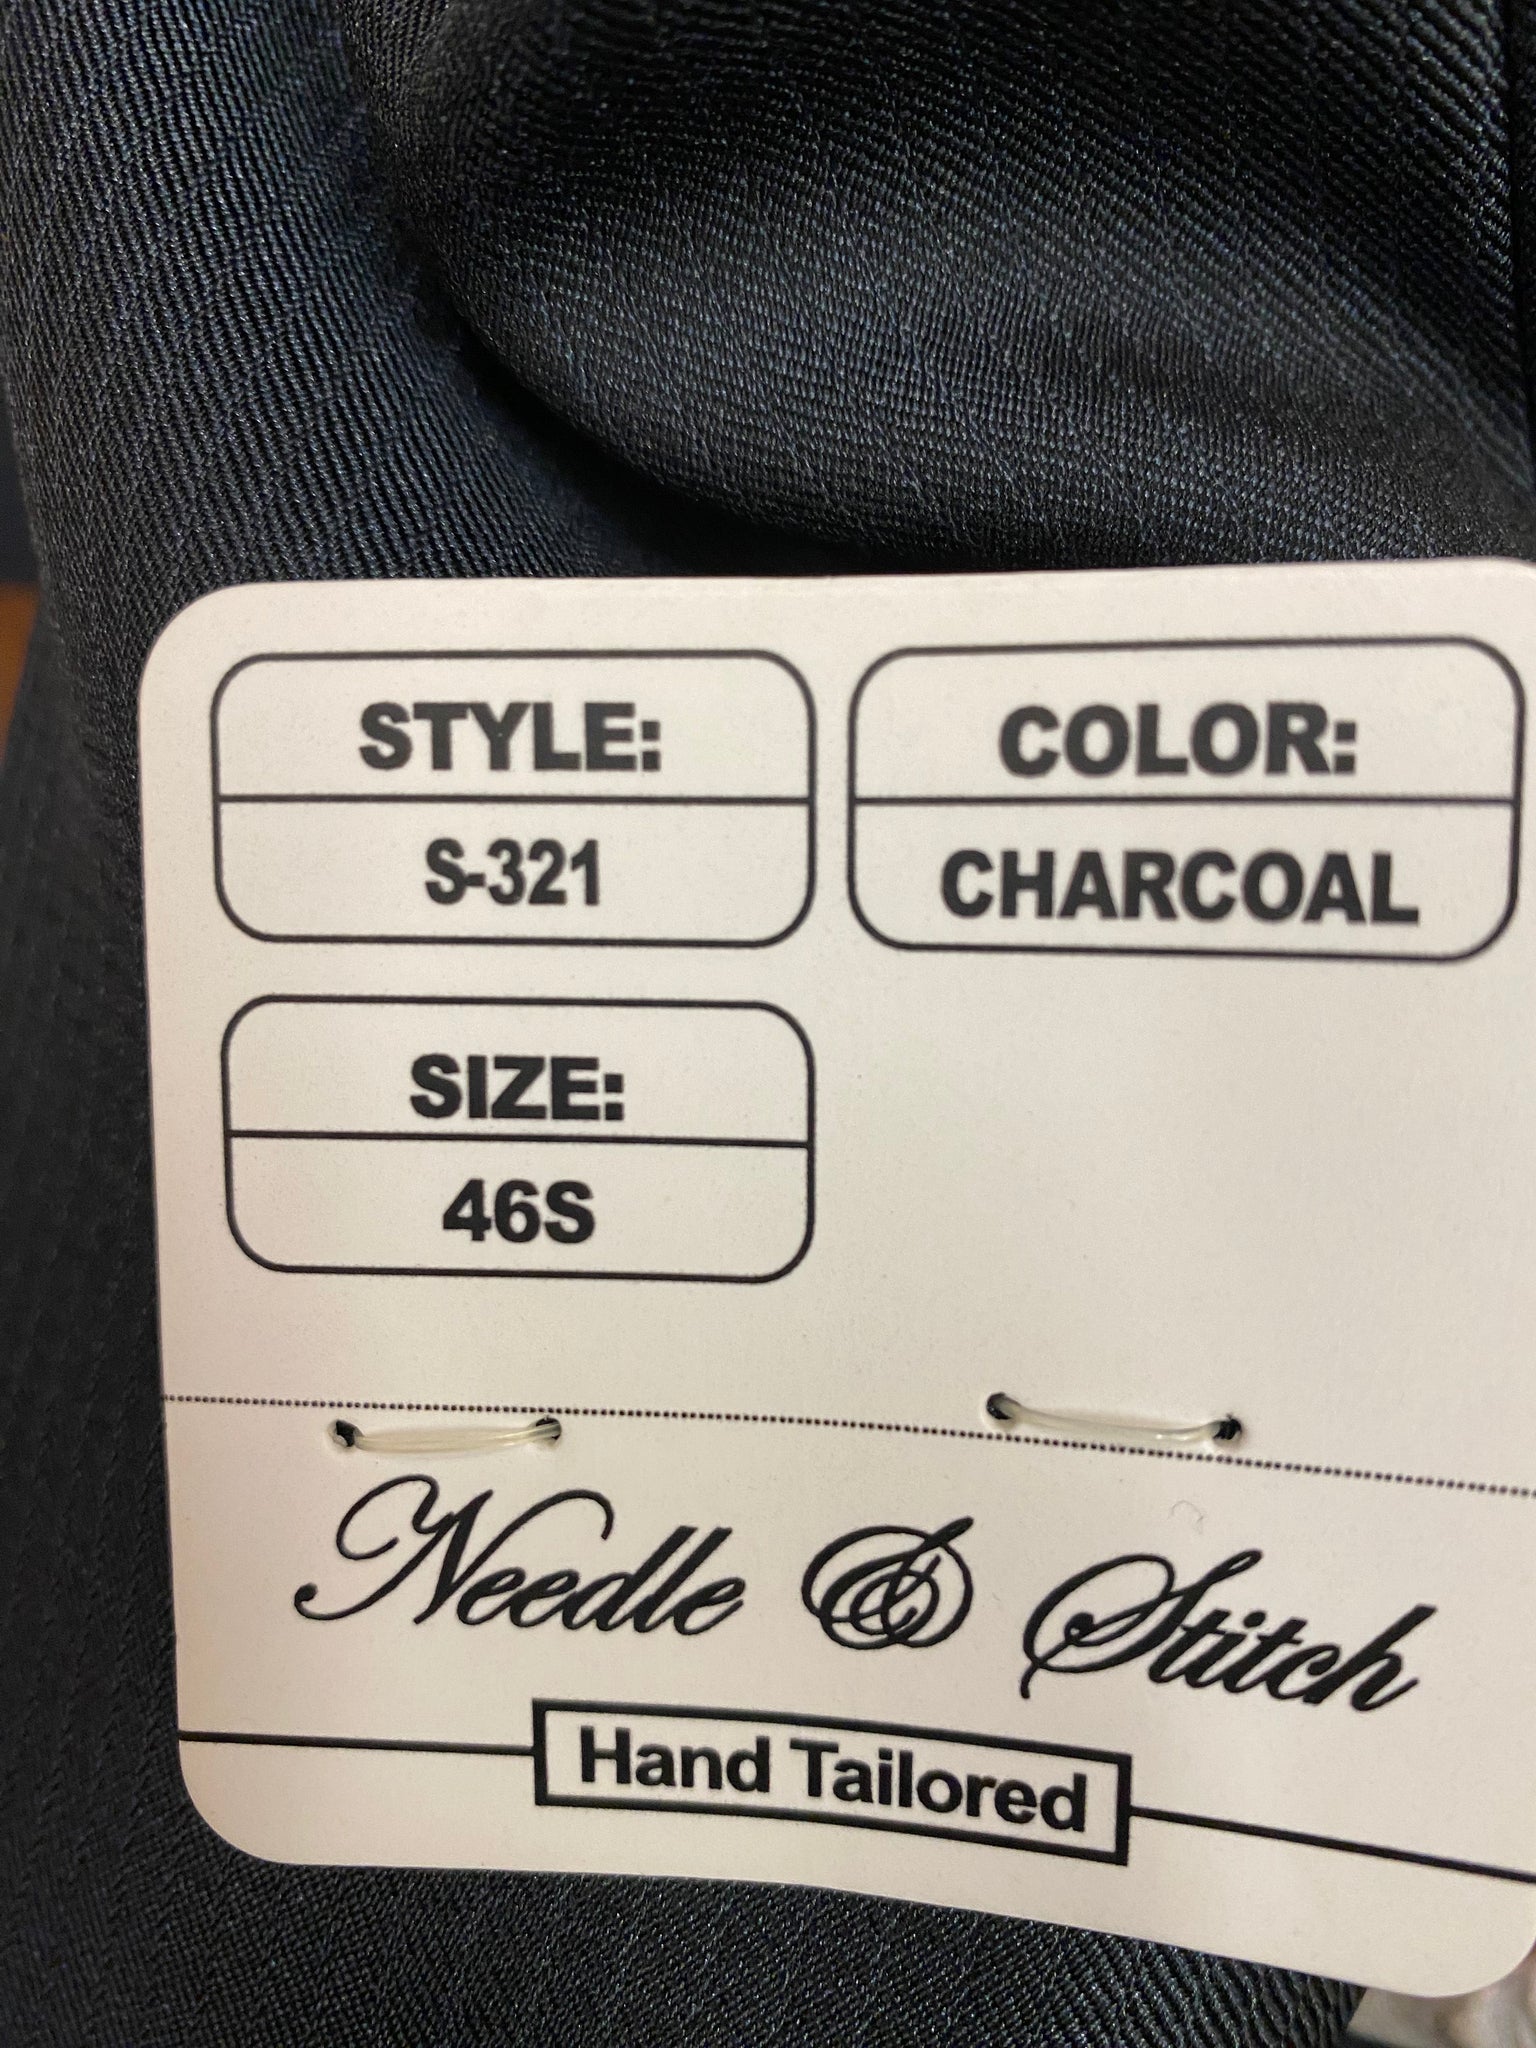 STYLE:
S-321
COLOR:
CHARCOAL
SIZE:
46S
Needle & Stitch
Hand Tailored